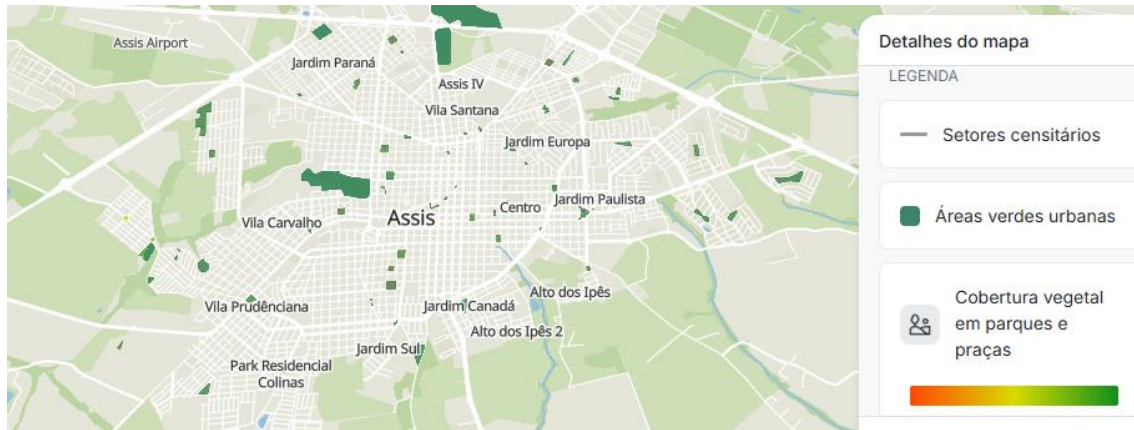 Assis Airport
Jardim Paraná
Assis IV
Vila Santana
Jardim Europa
Vila Carvalho
Assis
Centro
Jardim Paulista
Vila Prudênciana
Jardim Canadá
Alto dos Ipês
Alto dos Ipês 2
Jardim Sul
Park Residencial
Colinas
Detalhes do mapa
LEGENDA
Setores censitários
Áreas verdes urbanas
Cobertura vegetal
em parques e
praças